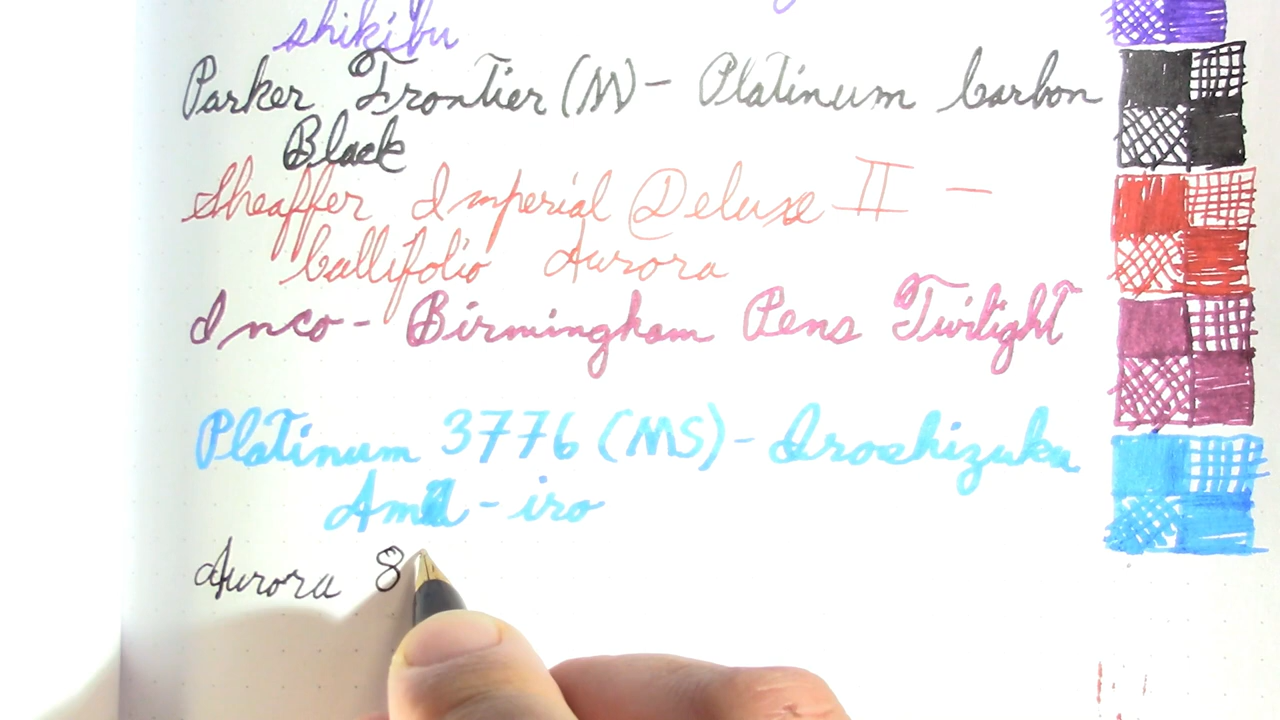 shikibu
Parker Frontier (M) - Platinum Carbon
Black
Sheaffer Imperial Deluxe II -
Callifolio Aurora
Inco - Birmingham Pens Twilight
Platinum 3776 (MS) - Iroshizuku
Ama - iro
Aurora 8